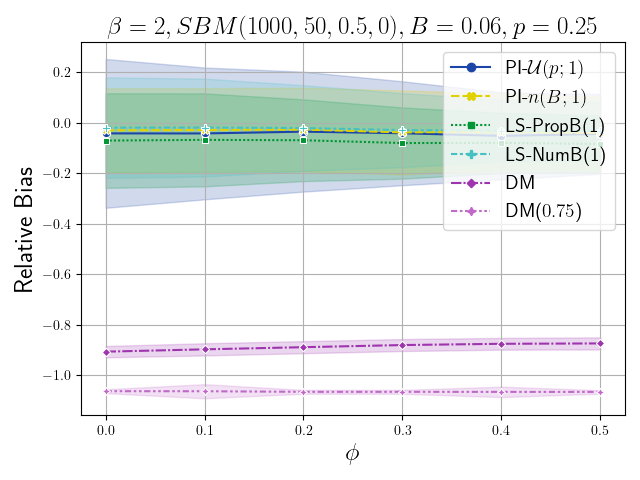 β = 2, SBM(1000, 50, 0.5, 0), B = 0.06, p = 0.25
Relative Bias
0.2
0.0
−0.2
−0.4
−0.6
−0.8
−1.0
PI-𝒰(p; 1)
PI-n(B; 1)
LS-PropB(1)
LS-NumB(1)
DM
DM(0.75)
0.0 0.1 0.2 0.3 0.4 0.5
ϕ